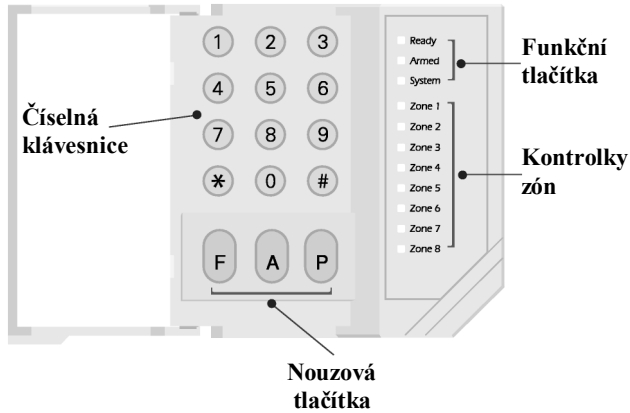 1 2 3
4 5 6
7 8 9
* 0 #
F A P
Číselná
klávesnice
Ready
Armed
System
Zone 1
Zone 2
Zone 3
Zone 4
Zone 5
Zone 6
Zone 7
Zone 8
Funkční
tlačítka
Kontrolky
zón
Nouzová
tlačítka